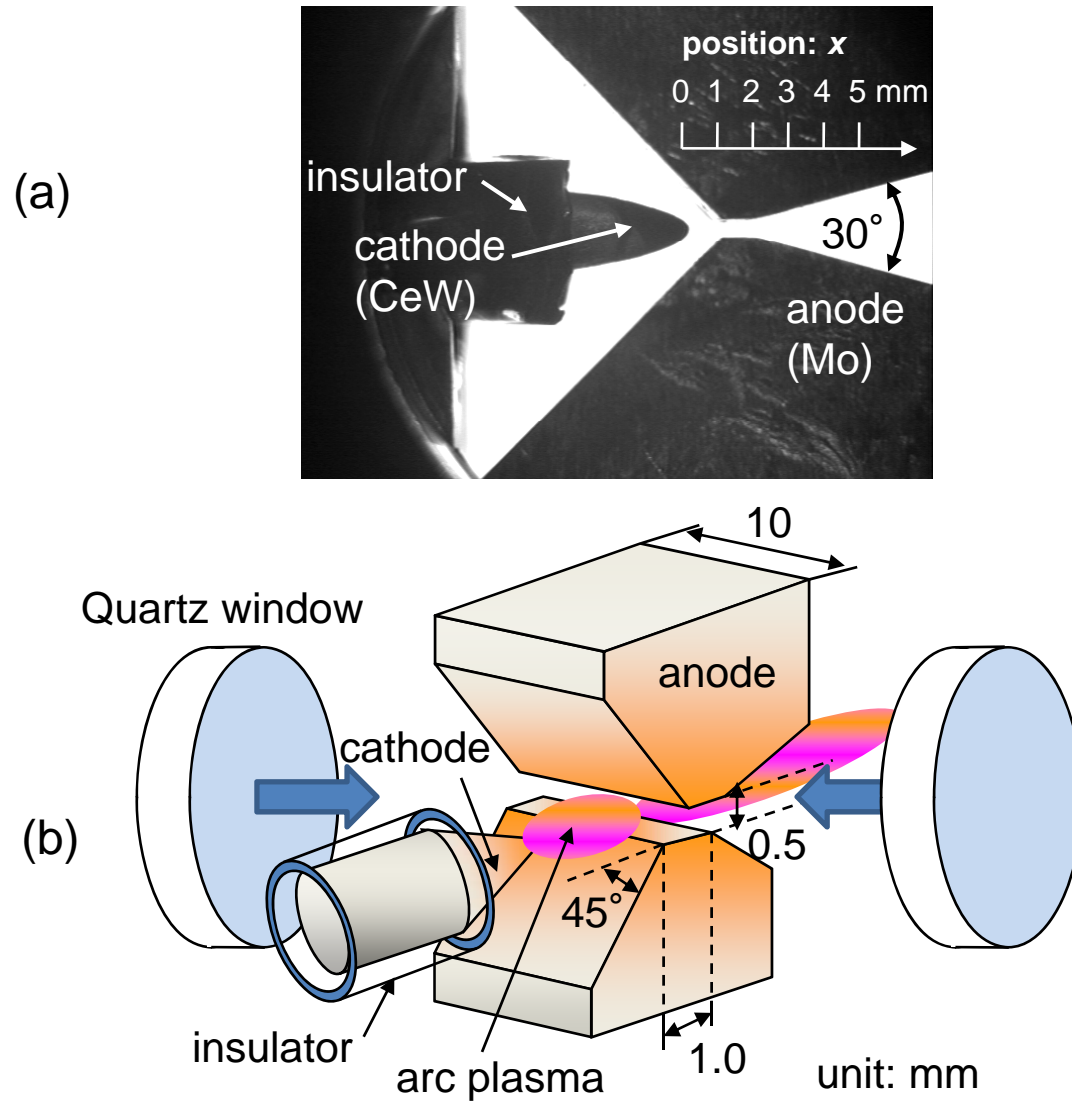 (a)
position: x
0 1 2 3 4 5 mm
insulator
cathode
(CeW)
30°
anode
(Mo)
10
Quartz window
anode
cathode
(b)
0.5
45°
insulator
1.0
arc plasma
unit: mm